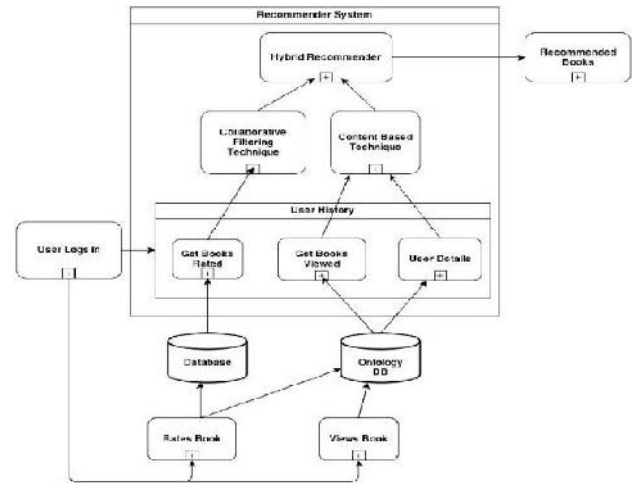 Recommender System
Hybrid Recommender
Recommended
Books
Collaborative
Filtering
Technique
Content Based
Technique
User History
User Logs In
Get Books
Rated
Get Books
Viewed
User Details
Database
Ontology
DB
Rates Book
Views Book